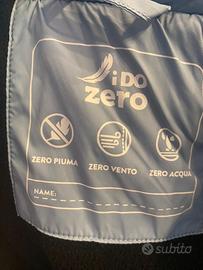 iDO
zero
ZERO PIUMA
ZERO VENTO
ZERO ACQUA
NAME:
subito